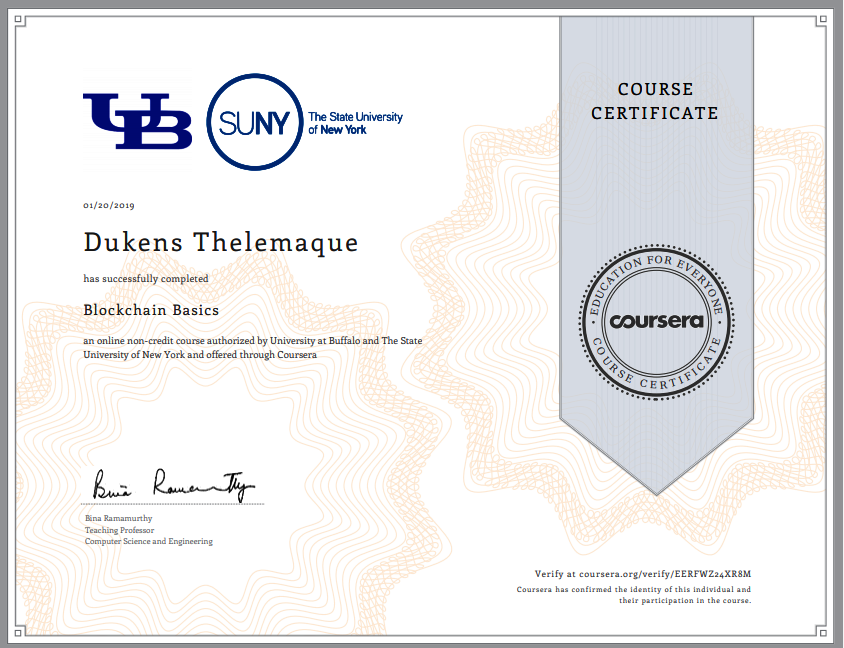 UB
SUNY
The State University
of New York
COURSE
CERTIFICATE
01/20/2019
Dukens Thelemaque
has successfully completed
Blockchain Basics
an online non-credit course authorized by University at Buffalo and The State
University of New York and offered through Coursera
EDUCATION FOR EVERYONE
coursera
COURSE CERTIFICATE
Bina Ramamurthy
Bina Ramamurthy
Teaching Professor
Computer Science and Engineering
Verify at coursera.org/verify/EERFWZ24XR8M
Coursera has confirmed the identity of this individual and
their participation in the course.